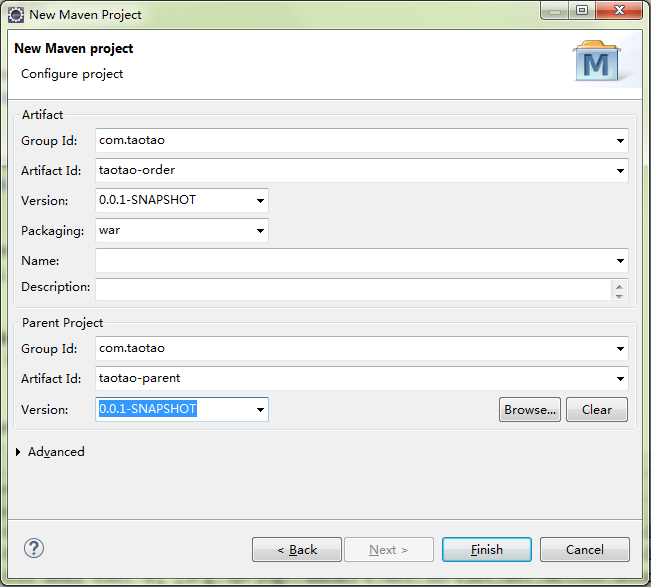 New Maven Project
New Maven project
Configure project
M
Artifact
Group Id: com.taotao
Artifact Id: taotao-order
Version: 0.0.1-SNAPSHOT
Packaging: war
Name:
Description:
Parent Project
Group Id: com.taotao
Artifact Id: taotao-parent
Version: 0.0.1-SNAPSHOT Browse... Clear
Advanced
? < Back Next > Finish Cancel